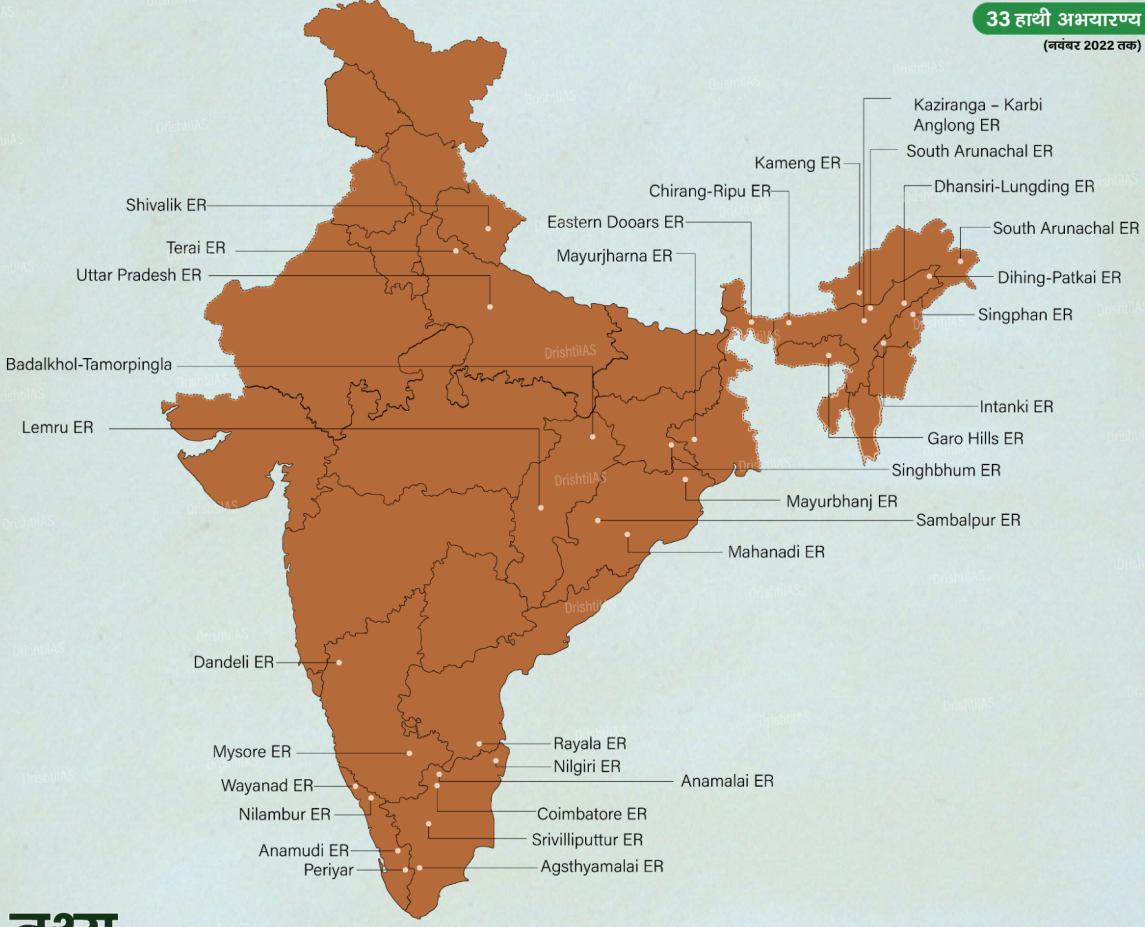 33 हाथी अभयारण्य
(नवंबर 2022 तक)
Kaziranga – Karbi
Anglong ER
South Arunachal ER
Kameng ER
Dhansiri-Lungding ER
Chirang-Ripu ER
Shivalik ER
Eastern Dooars ER
South Arunachal ER
Terai ER
Mayurjharna ER
Uttar Pradesh ER
Dihing-Patkai ER
Singphan ER
DrishtiIAS
Badalkhol-Tamorpingla
Intanki ER
Lemru ER
Garo Hills ER
Singhbhum ER
DrishtiIAS
Mayurbhanj ER
Sambalpur ER
Mahanadi ER
Dandeli ER
Rayala ER
Mysore ER
Nilgiri ER
Anamalai ER
Wayanad ER
Nilambur ER
Coimbatore ER
Srivilliputtur ER
Anamudi ER
Periyar
Agsthyamalai ER